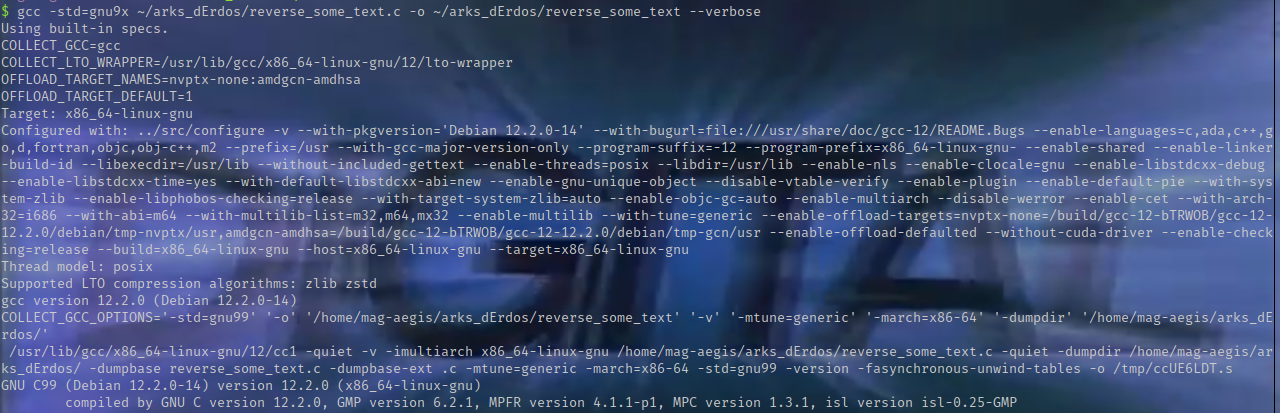 $ gcc -std=gnu9x ~/arks_dErdos/reverse_some_text.c -o ~/arks_dErdos/reverse_some_text --verbose
Using built-in specs.
COLLECT_GCC=gcc
COLLECT_LTO_WRAPPER=/usr/lib/gcc/x86_64-linux-gnu/12/lto-wrapper
OFFLOAD_TARGET_NAMES=nvptx-none:amdgcn-amdhsa
OFFLOAD_TARGET_DEFAULT=1
Target: x86_64-linux-gnu
Configured with: ../src/configure -v --with-pkgversion='Debian 12.2.0-14' --with-bugurl=file:///usr/share/doc/gcc-12/README.Bugs --enable-languages=c,ada,c++,g
o,d,fortran,objc,obj-c++,m2 --prefix=/usr --with-gcc-major-version-only --program-suffix=-12 --program-prefix=x86_64-linux-gnu- --enable-shared --enable-linker
-build-id --libexecdir=/usr/lib --without-included-gettext --enable-threads=posix --libdir=/usr/lib --enable-nls --enable-clocale=gnu --enable-libstdcxx-debug
--enable-libstdcxx-time=yes --with-default-libstdcxx-abi=new --enable-gnu-unique-object --disable-vtable-verify --enable-plugin --enable-default-pie --with-sys
tem-zlib --enable-libphobos-checking=release --with-target-system-zlib=auto --enable-objc-gc=auto --enable-multiarch --disable-werror --enable-cet --with-arch-
32=i686 --with-abi=m64 --with-multilib-list=m32,m64,mx32 --enable-multilib --with-tune=generic --enable-offload-targets=nvptx-none=/build/gcc-12-bTRWOB/gcc-12-
12.2.0/debian/tmp-nvptx/usr,amdgcn-amdhsa=/build/gcc-12-bTRWOB/gcc-12-12.2.0/debian/tmp-gcn/usr --enable-offload-defaulted --without-cuda-driver --enable-check
ing=release --build=x86_64-linux-gnu --host=x86_64-linux-gnu --target=x86_64-linux-gnu
Thread model: posix
Supported LTO compression algorithms: zlib zstd
gcc version 12.2.0 (Debian 12.2.0-14)
COLLECT_GCC_OPTIONS='-std=gnu99' '-o' '/home/mag-aegis/arks_dErdos/reverse_some_text' '-v' '-mtune=generic' '-march=x86-64' '-dumpdir' '/home/mag-aegis/arks_dE
rdos/'
/usr/lib/gcc/x86_64-linux-gnu/12/cc1 -quiet -v -imultiarch x86_64-linux-gnu /home/mag-aegis/arks_dErdos/reverse_some_text.c -quiet -dumpdir /home/mag-aegis/ar
ks_dErdos/ -dumpbase reverse_some_text.c -dumpbase-ext .c -mtune=generic -march=x86-64 -std=gnu99 -version -fasynchronous-unwind-tables -o /tmp/ccUE6LDT.s
GNU C99 (Debian 12.2.0-14) version 12.2.0 (x86_64-linux-gnu)
compiled by GNU C version 12.2.0, GMP version 6.2.1, MPFR version 4.1.1-p1, MPC version 1.3.1, isl version isl-0.25-GMP